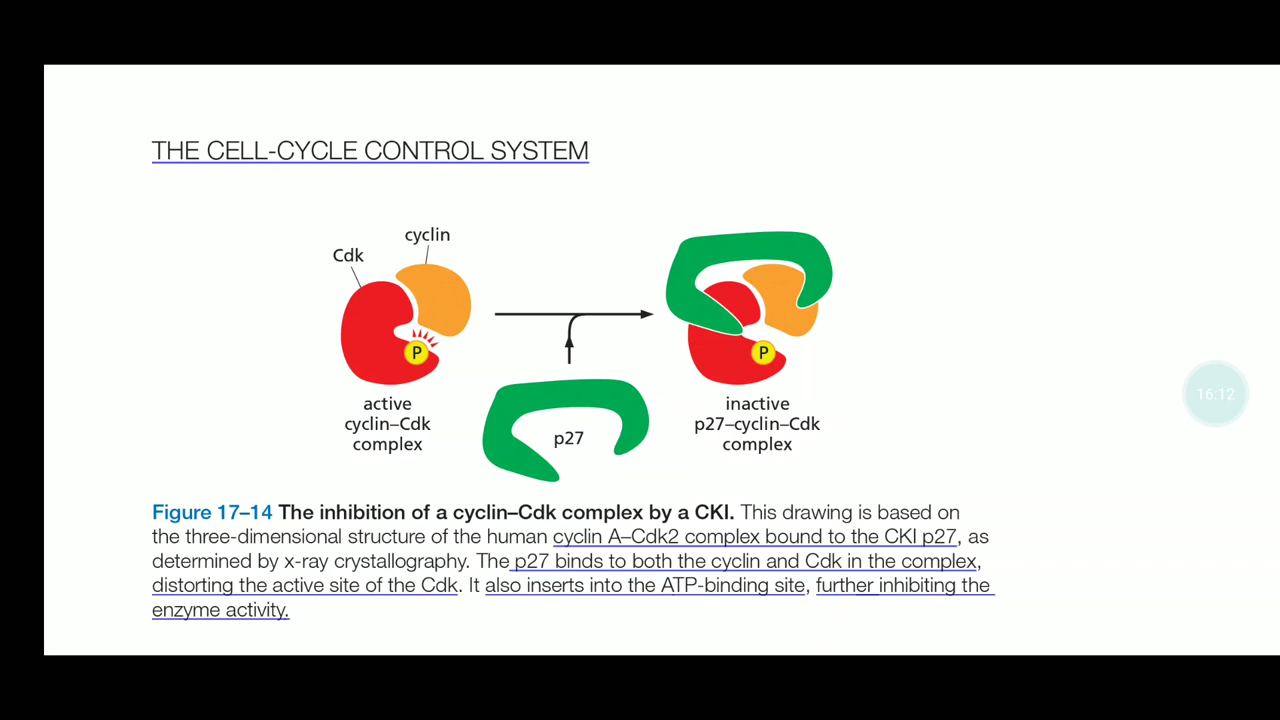 THE CELL-CYCLE CONTROL SYSTEM
cyclin
Cdk
P
active
cyclin–Cdk
complex
p27
P
inactive
p27–cyclin–Cdk
complex
16:12
Figure 17–14 The inhibition of a cyclin–Cdk complex by a CKI. This drawing is based on
the three-dimensional structure of the human cyclin A–Cdk2 complex bound to the CKI p27, as
determined by x-ray crystallography. The p27 binds to both the cyclin and Cdk in the complex,
distorting the active site of the Cdk. It also inserts into the ATP-binding site, further inhibiting the
enzyme activity.